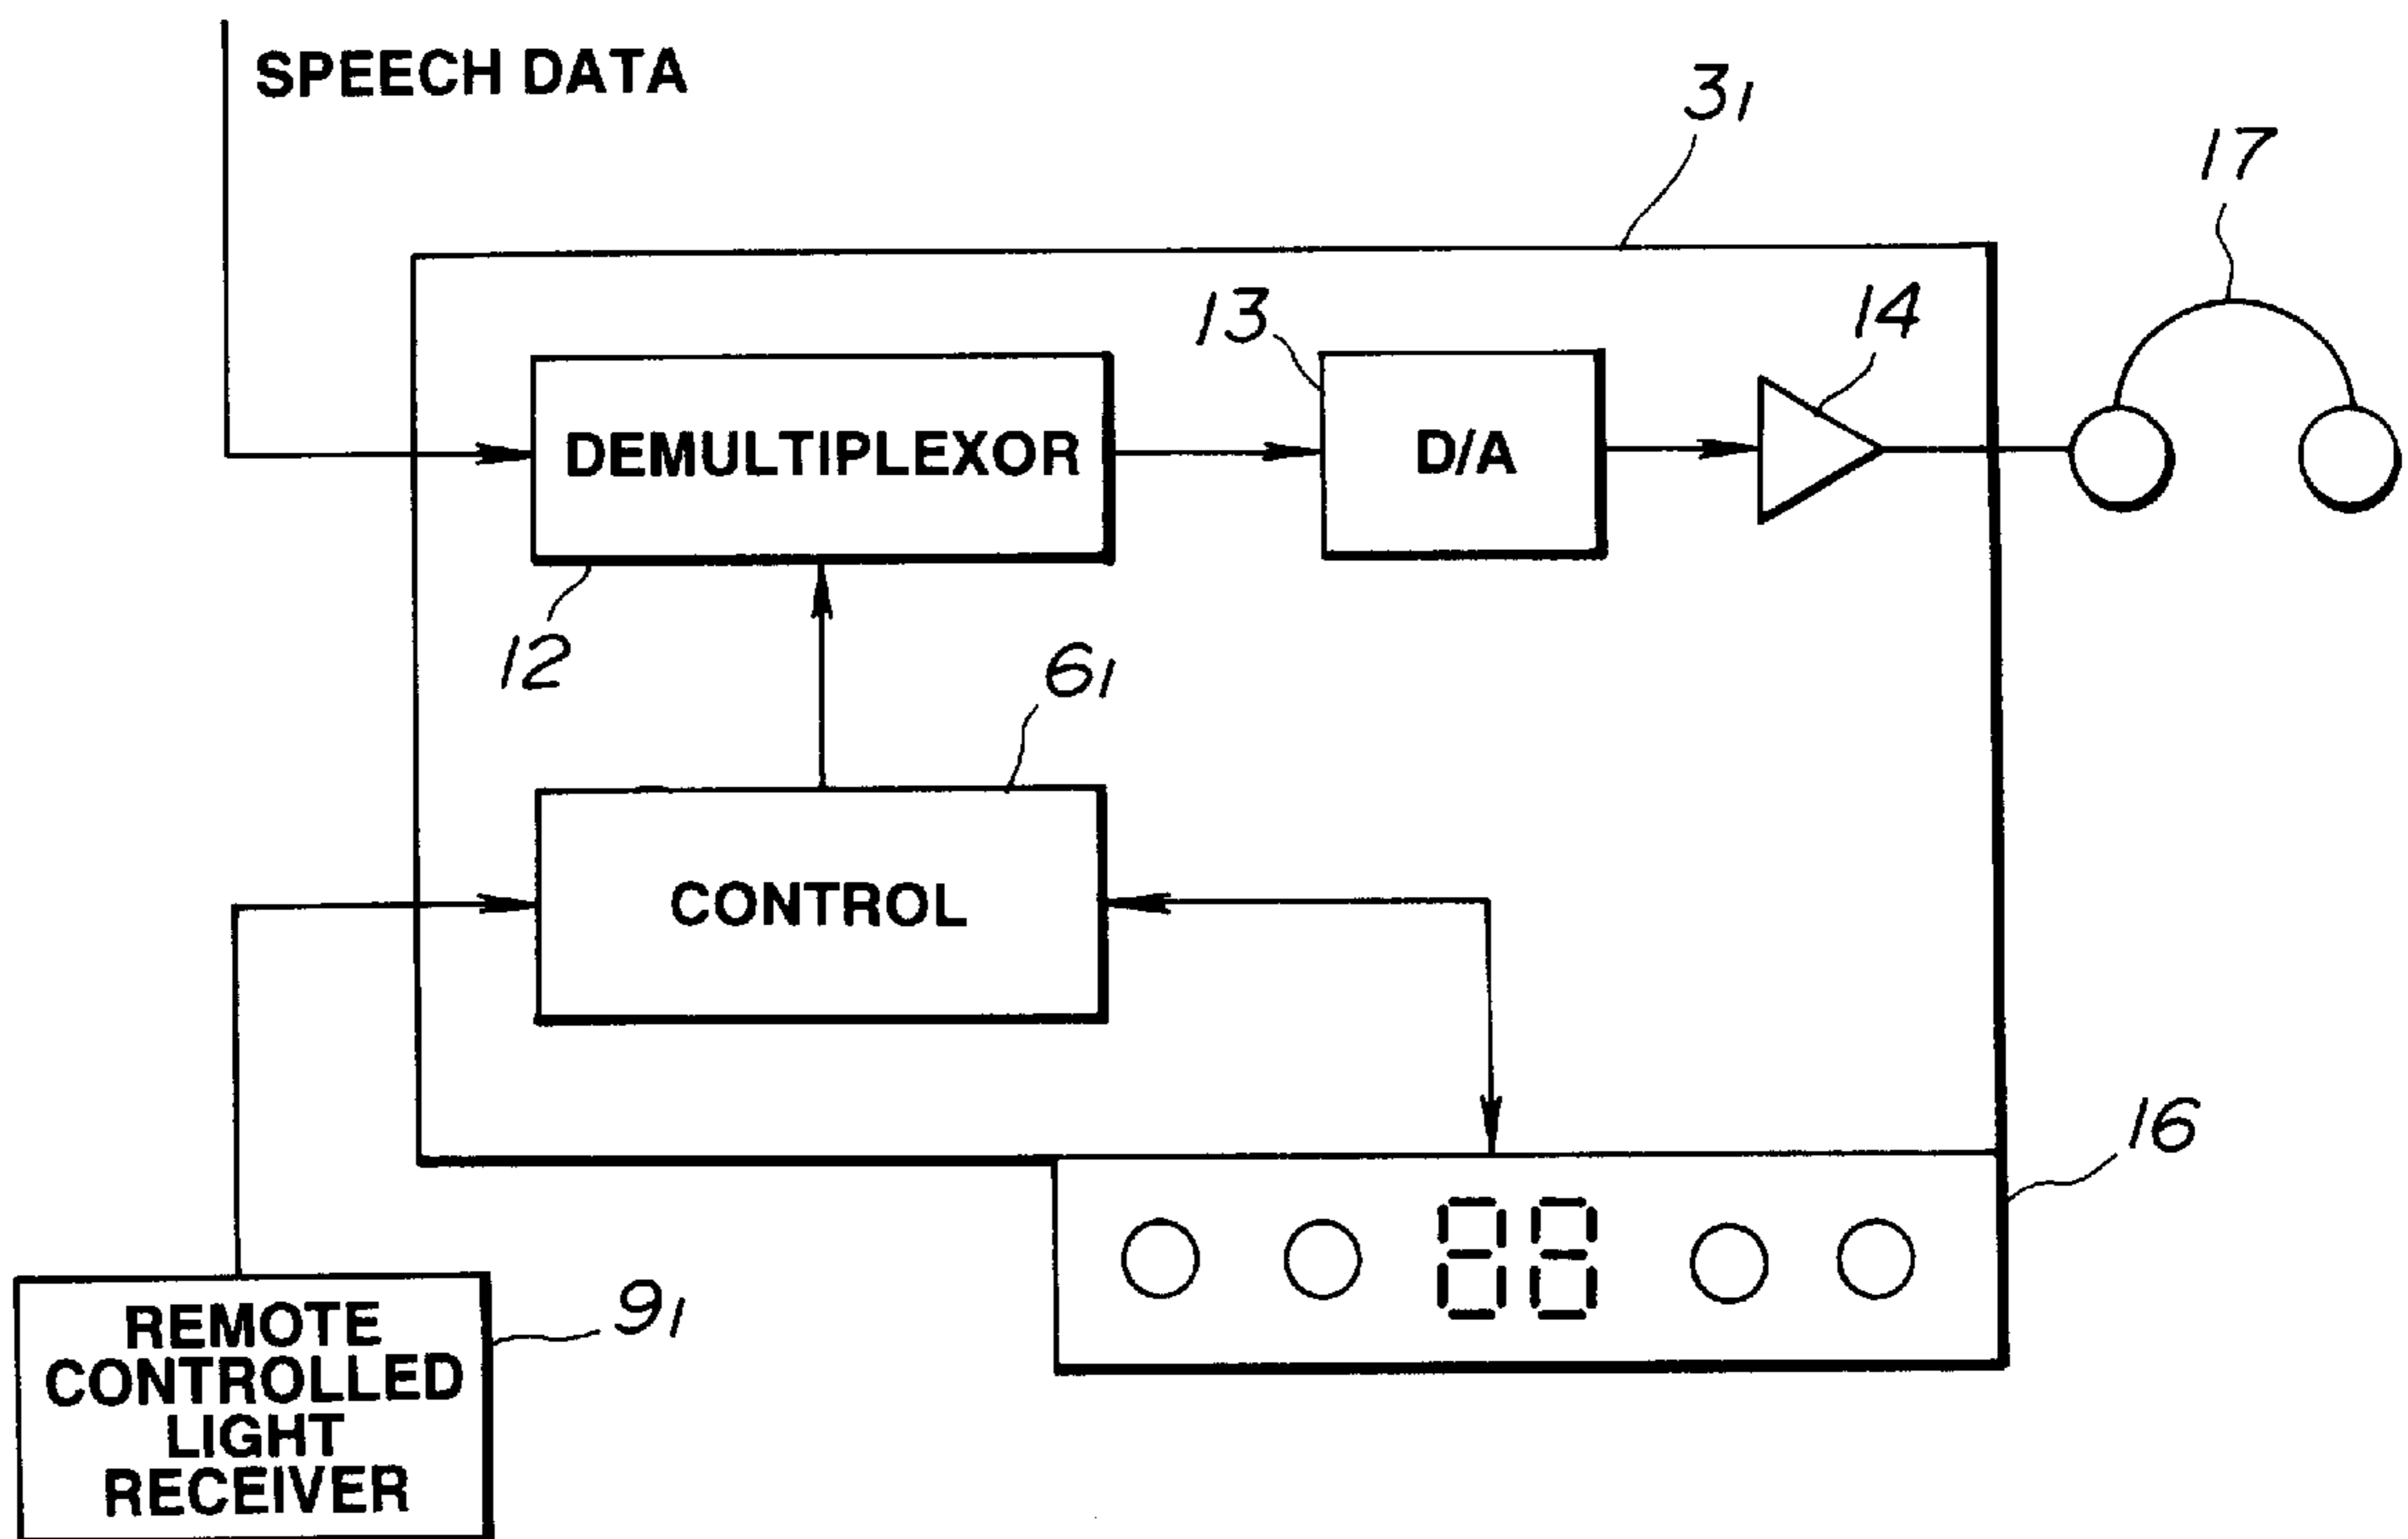 SPEECH DATA
3₁
17
13
14
DEMULTIPLEXOR
D/A
12
6₁
CONTROL
16
88
9₁
REMOTE
CONTROLLED
LIGHT
RECEIVER